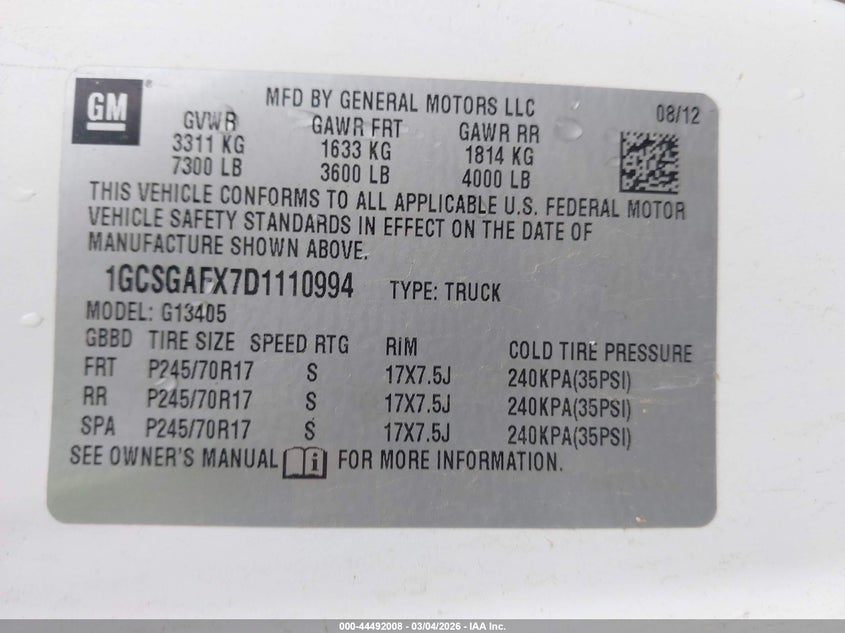 GM
MFD BY GENERAL MOTORS LLC 08/12
GVWR GAWR FRT GAWR RR
3311 KG 1633 KG 1814 KG
7300 LB 3600 LB 4000 LB
THIS VEHICLE CONFORMS TO ALL APPLICABLE U.S. FEDERAL MOTOR
VEHICLE SAFETY STANDARDS IN EFFECT ON THE DATE OF
MANUFACTURE SHOWN ABOVE.
1GCSGAFX7D1110994 TYPE: TRUCK
MODEL: G13405
GBBD TIRE SIZE SPEED RTG RIM COLD TIRE PRESSURE
FRT P245/70R17 S 17X7.5J 240KPA(35PSI)
RR P245/70R17 S 17X7.5J 240KPA(35PSI)
SPA P245/70R17 S 17X7.5J 240KPA(35PSI)
SEE OWNER'S MANUAL i FOR MORE INFORMATION.
000-44492008 - 03/04/2026 - IAA Inc.